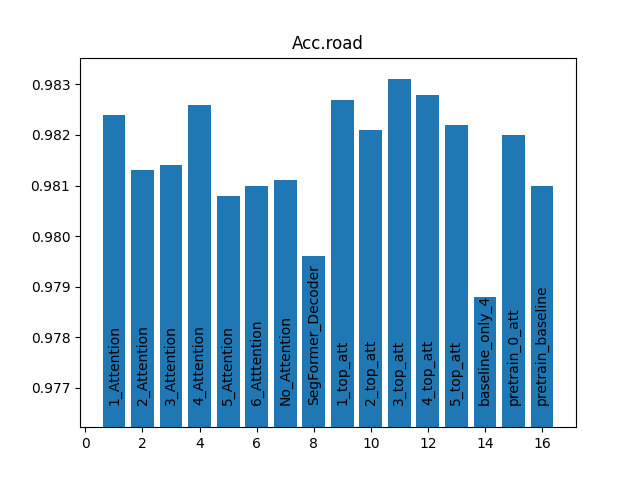 Acc.road
0.983
0.982
0.981
0.980
0.979
0.978
0.977
1_Attention
2_Attention
3_Attention
4_Attention
5_Attention
6_Atttention
No_Attention
SegFormer_Decoder
1_top_att
2_top_att
3_top_att
4_top_att
5_top_att
baseline_only_4
pretrain_0_att
pretrain_baseline
0 2 4 6 8 10 12 14 16